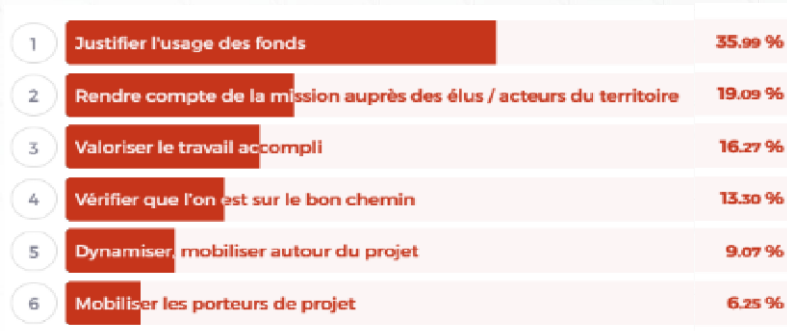 1 Justifier l'usage des fonds 35.99 %
2 Rendre compte de la mission auprès des élus / acteurs du territoire 19.09 %
3 Valoriser le travail accompli 16.27 %
4 Vérifier que l'on est sur le bon chemin 13.30 %
5 Dynamiser, mobiliser autour du projet 9.07 %
6 Mobiliser les porteurs de projet 6.25 %